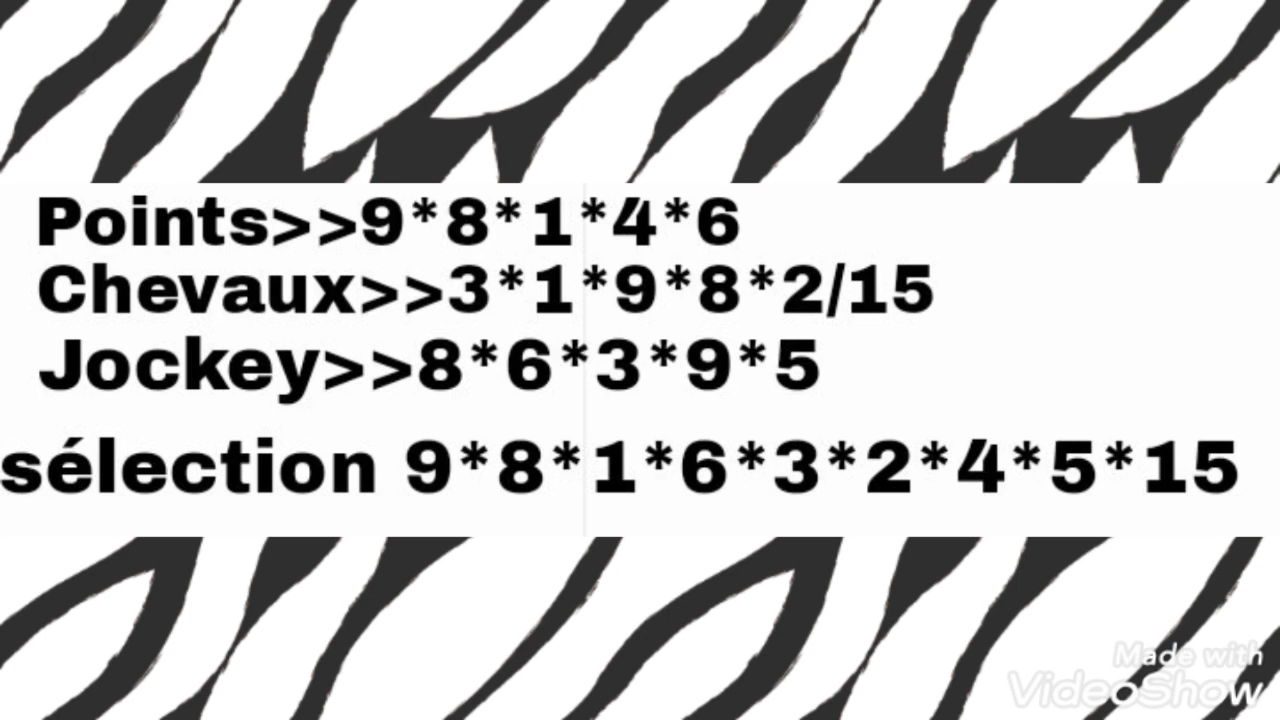 Points>>9*8*1*4*6
Chevaux>>3*1*9*8*2/15
Jockey>>8*6*3*9*5
sélection 9*8*1*6*3*2*4*5*15
Made with
VideoShow